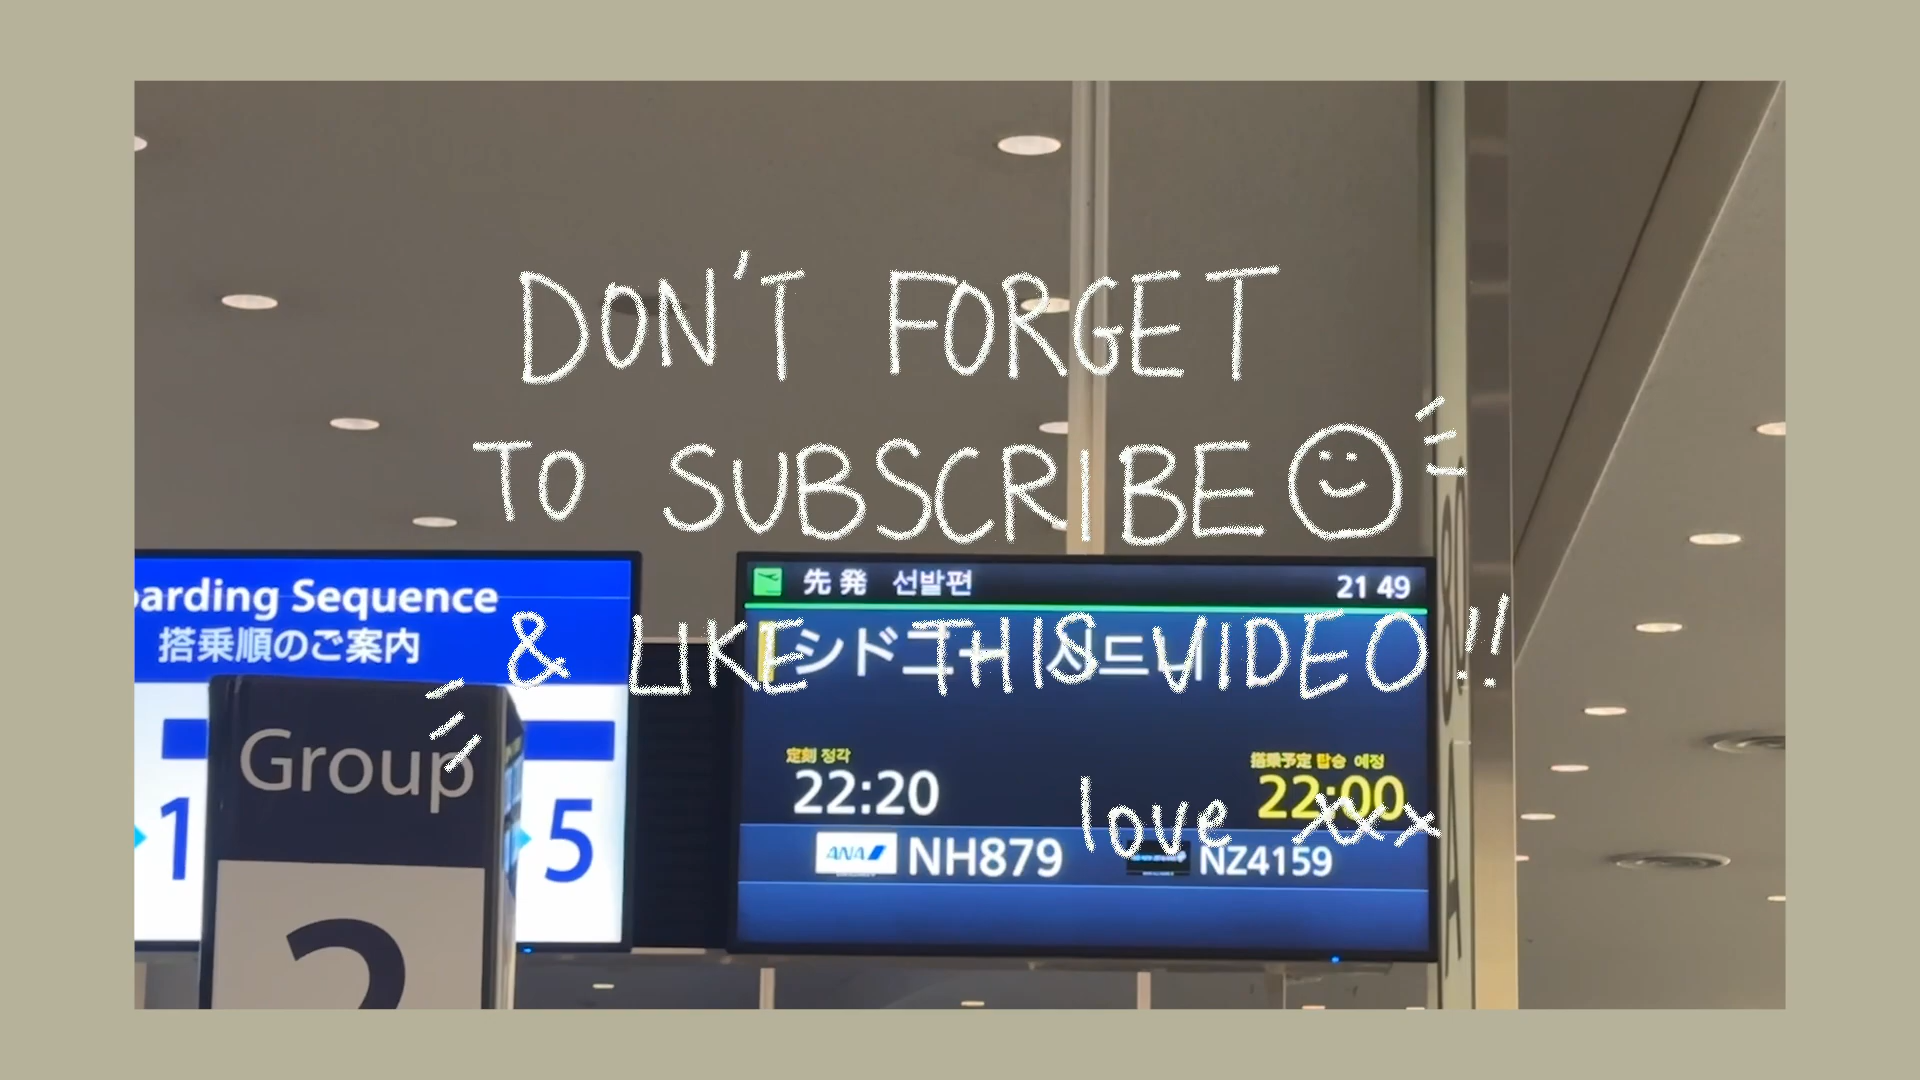 DON'T FORGET
TO SUBSCRIBE
& LIKE THIS VIDEO!!
love xxx
arding Sequence
搭乗順のご案内
Group
1
5
2
先発 선발편
21 49
シドニー 시드니
定刻 정각
22:20
搭乗予定 탑승 예정
22:00
ANA NH879
NZ4159